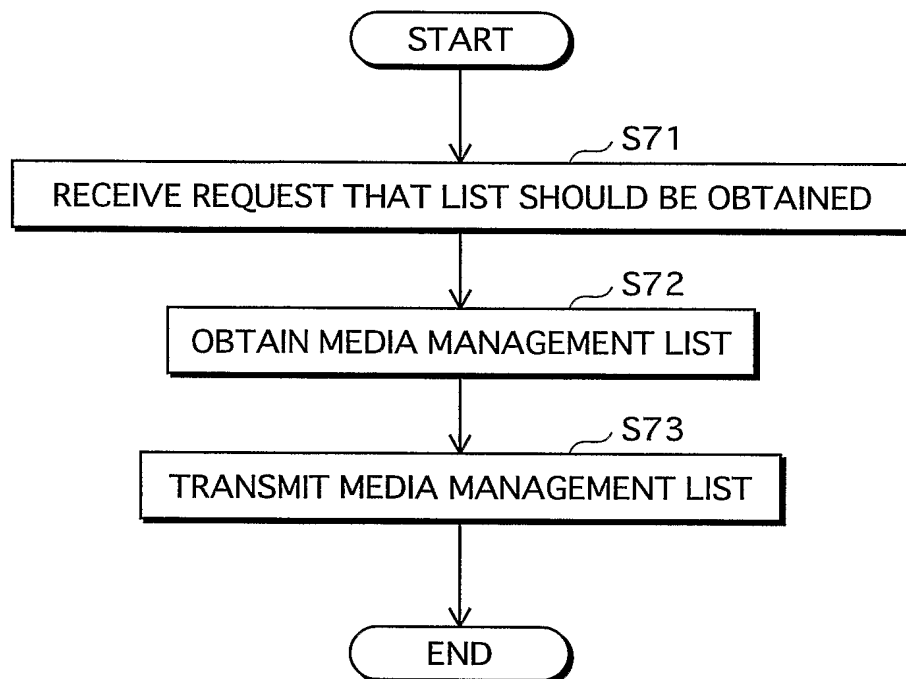 START
S71
RECEIVE REQUEST THAT LIST SHOULD BE OBTAINED
S72
OBTAIN MEDIA MANAGEMENT LIST
S73
TRANSMIT MEDIA MANAGEMENT LIST
END